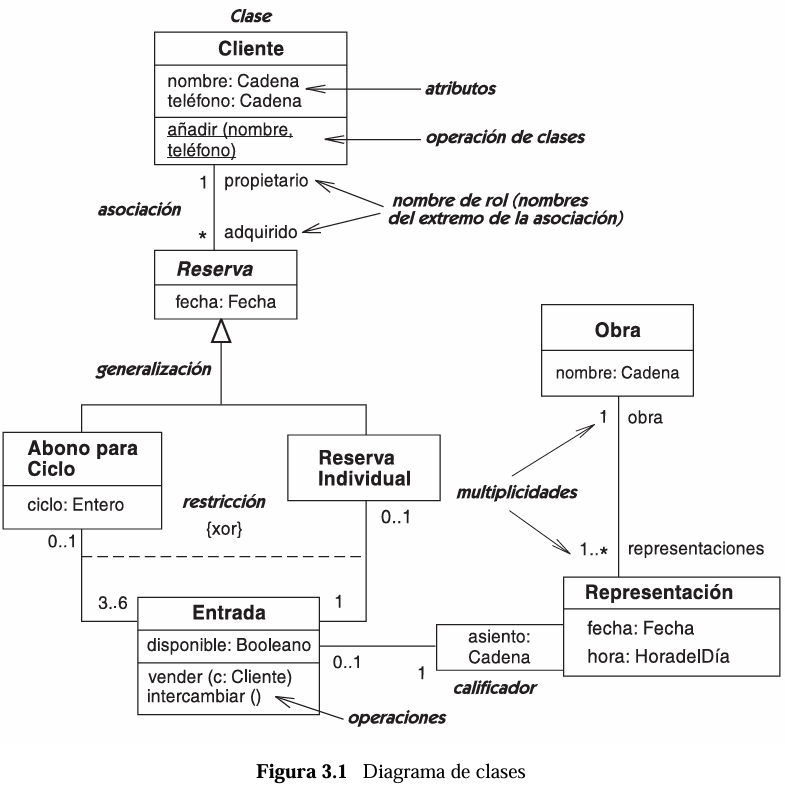 Clase
Cliente
nombre: Cadena
teléfono: Cadena
atributos
añadir (nombre,
teléfono)
operación de clases
1 propietario
asociación
nombre de rol (nombres
del extremo de la asociación)
* adquirido
Reserva
fecha: Fecha
generalización
Obra
nombre: Cadena
1 obra
Abono para
Ciclo
ciclo: Entero
Reserva
Individual
restricción
{xor}
multiplicidades
0..1
0..1
1..* representaciones
3..6
1
Entrada
disponible: Booleano
vender (c: Cliente)
intercambiar ()
operaciones
0..1
1
asiento:
Cadena
calificador
Representación
fecha: Fecha
hora: HoradelDía
Figura 3.1 Diagrama de clases